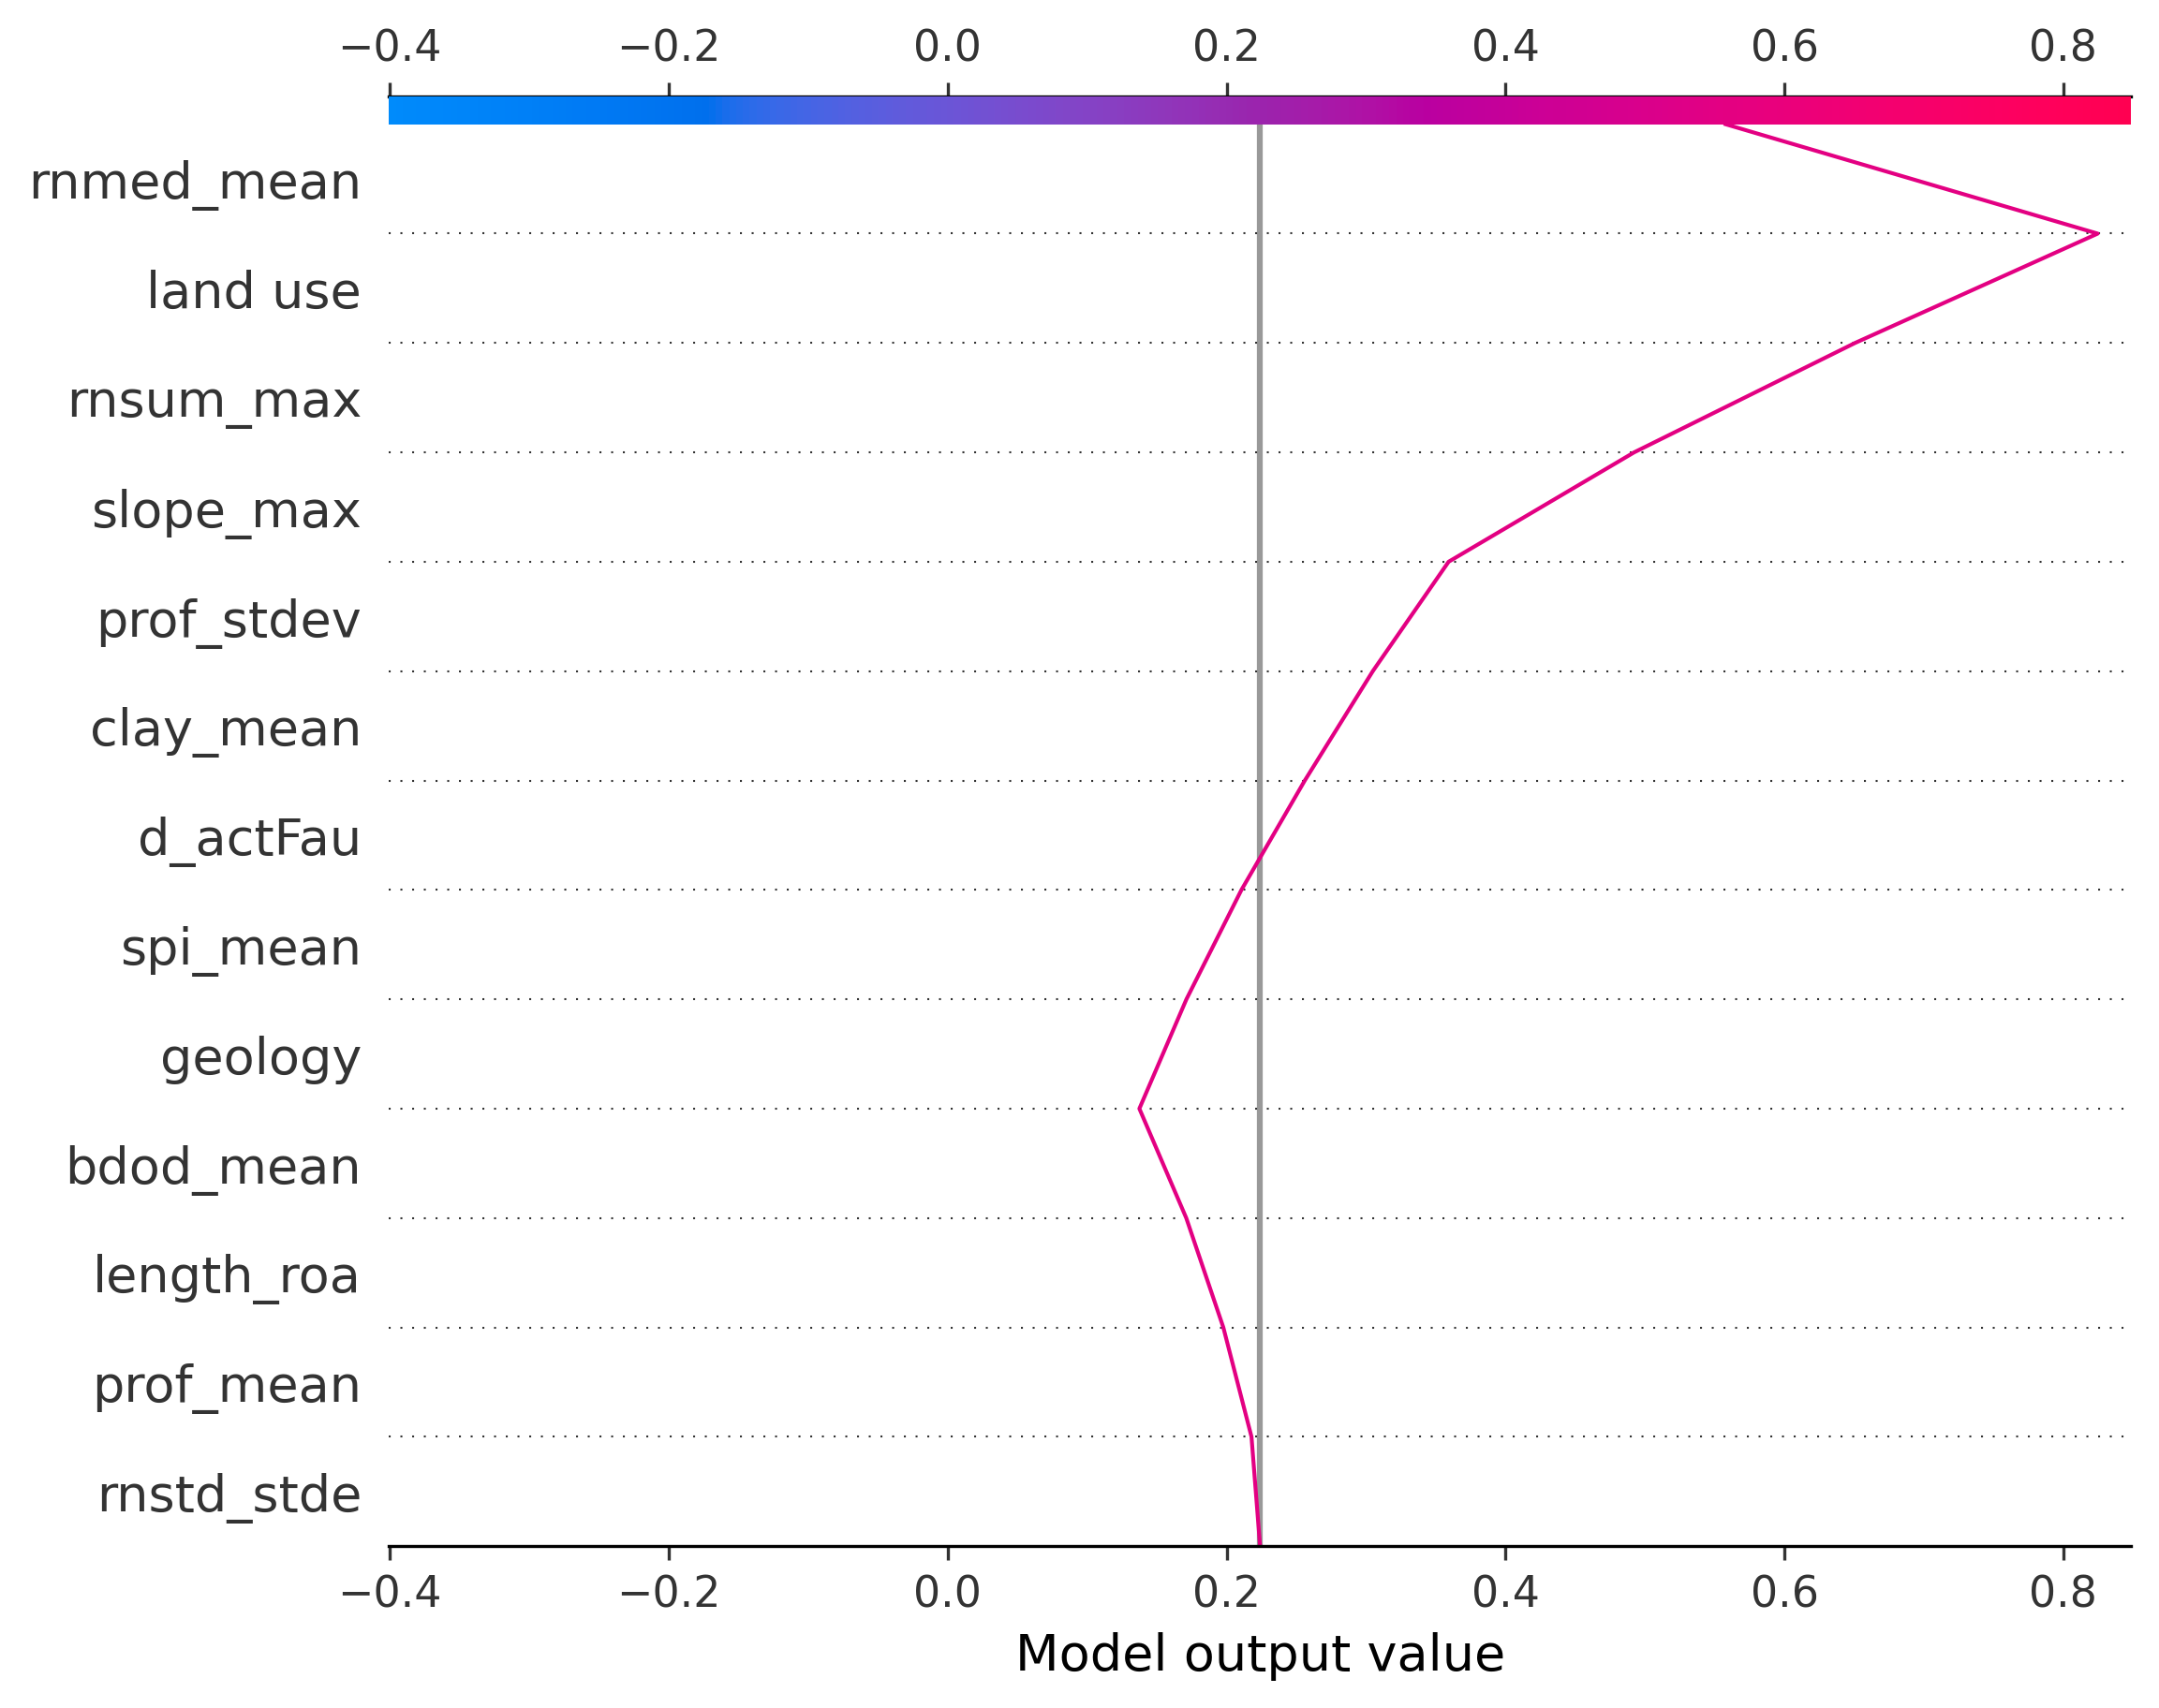 −0.4 −0.2 0.0 0.2 0.4 0.6 0.8
rnmed_mean
land use
rnsum_max
slope_max
prof_stdev
clay_mean
d_actFau
spi_mean
geology
bdod_mean
length_roa
prof_mean
rnstd_stde
−0.4 −0.2 0.0 0.2 0.4 0.6 0.8
Model output value